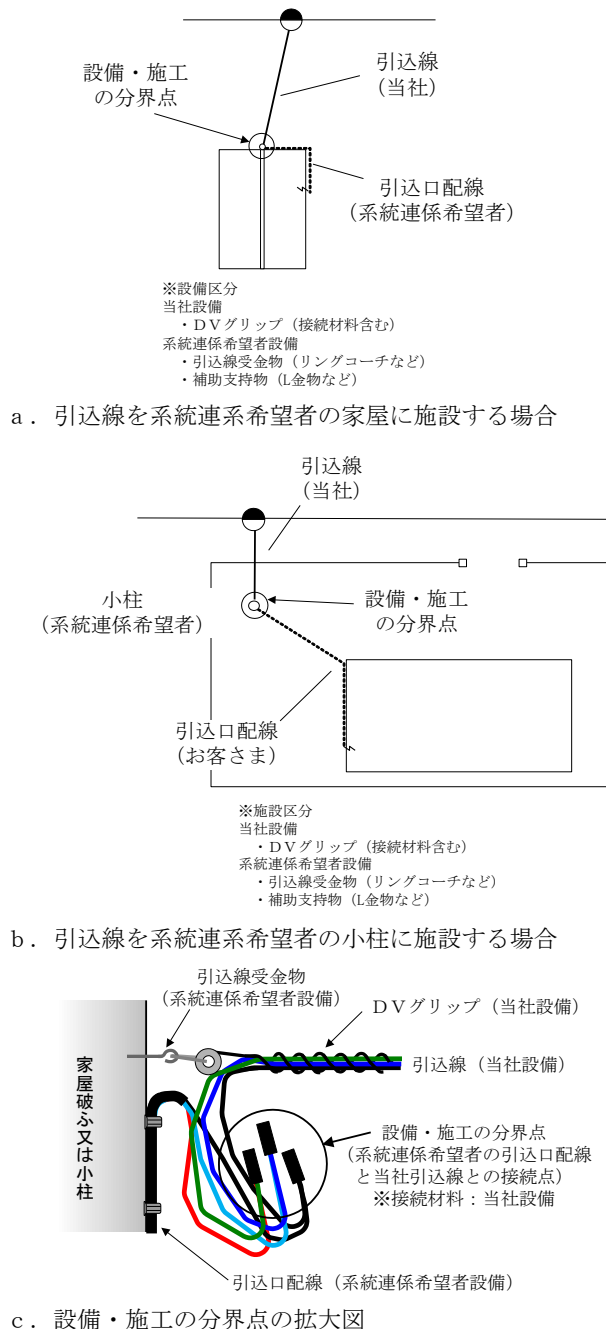 引込線
（当社）
設備・施工
の分界点
引込口配線
（系統連係希望者）
※設備区分
当社設備
・ＤＶグリップ（接続材料含む）
系統連係希望者設備
・引込線受金物（リングコーチなど）
・補助支持物（L金物など）
ａ．引込線を系統連系希望者の家屋に施設する場合
引込線
（当社）
小柱
（系統連係希望者）
設備・施工
の分界点
引込口配線
（お客さま）
※施設区分
当社設備
・ＤＶグリップ（接続材料含む）
系統連係希望者設備
・引込線受金物（リングコーチなど）
・補助支持物（L金物など）
ｂ．引込線を系統連系希望者の小柱に施設する場合
引込線受金物
（系統連係希望者設備）
ＤＶグリップ（当社設備）
引込線（当社設備）
家屋破ふ又は小柱
設備・施工の分界点
（系統連係希望者の引込口配線
と当社引込線との接続点）
※接続材料：当社設備
引込口配線（系統連係希望者設備）
ｃ．設備・施工の分界点の拡大図